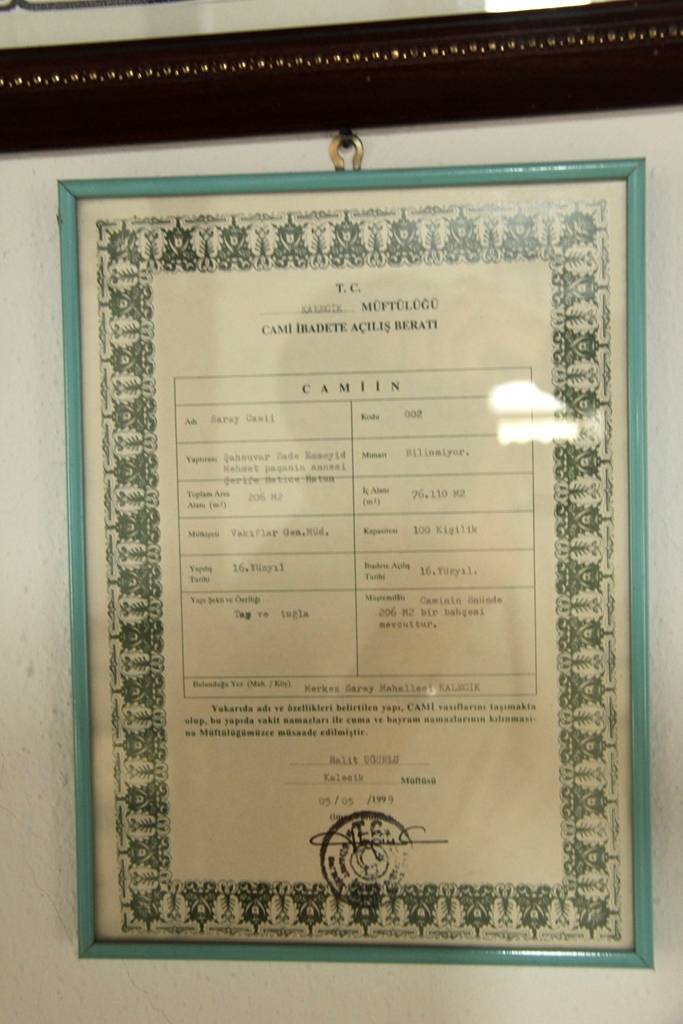 T. C.
KALECİK MÜFTÜLÜĞÜ
CAMİ İBADETE AÇILIŞ BERATI
CAMİİN
Adı Saray Camii
Kodu 002
Yaptıranı Şahsuvar Zade Esseyid
Mehmet paşanın annesi
Şerife Hatice Hatun
Mimarı Bilinmiyor.
Toplam Arsa
Alanı (m²) 206 M2
İç Alanı
(m²) 76.110 M2
Mülkiyeti Vakıflar Gen.Müd.
Kapasitesi 100 Kişilik
Yapılış
Tarihi 16.Yüzyıl
İbadete Açılış
Tarihi 16.Yüzyıl.
Yapı Şekli ve Özelliği
Taş ve tuğla
Müştemilâtı Caminin önünde
206 M2 bir bahçesi
mevcuttur.
Bulunduğu Yer (Mah. / Köy) Merkez Saray Mahallesi KALECİK
Yukarıda adı ve özellikleri belirtilen yapı, CAMİ vasıflarını taşımakta
olup, bu yapıda vakit namazları ile cuma ve bayram namazlarının kılınması-
na Müftülüğümüzce müsaade edilmiştir.
Halit UĞURLU
Kalecik Müftüsü
05 / 05 /1999